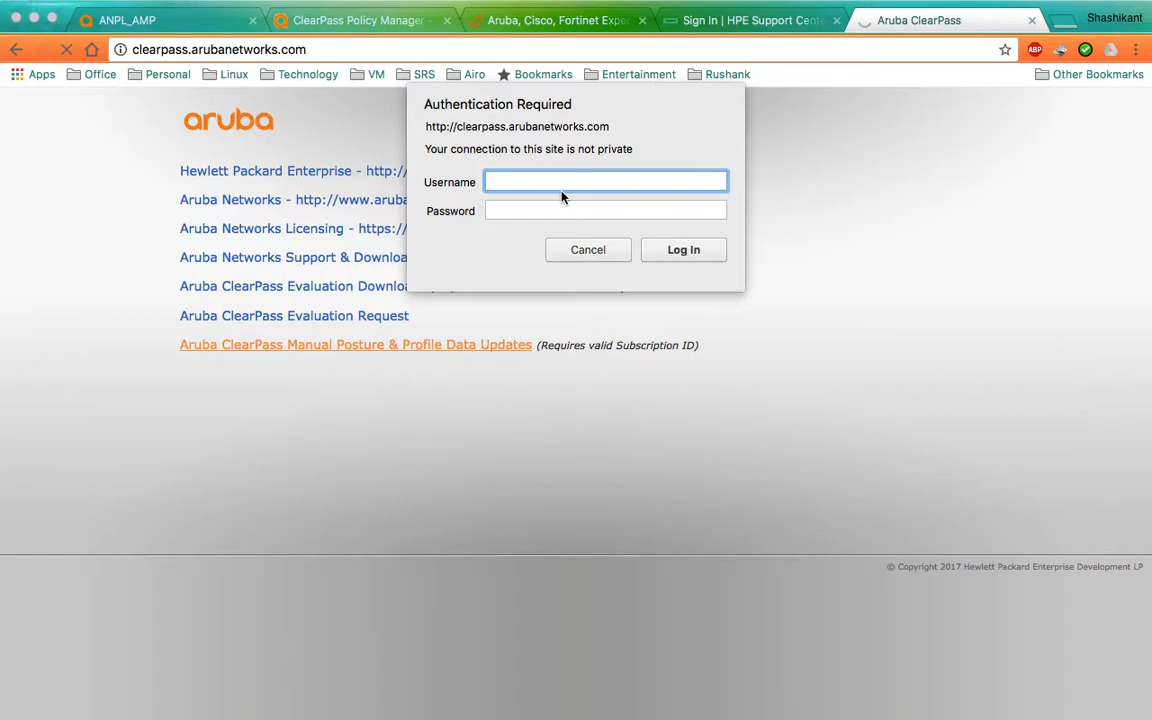 ANPL_AMP
ClearPass Policy Manager -
Aruba, Cisco, Fortinet Exper
Sign In | HPE Support Cent
Aruba ClearPass
Shashikant
clearpass.arubanetworks.com
ABP
Apps
Office
Personal
Linux
Technology
VM
SRS
Airo
Bookmarks
Entertainment
Rushank
Other Bookmarks
aruba
Authentication Required
http://clearpass.arubanetworks.com
Your connection to this site is not private
Username
Password
Cancel
Log In
Hewlett Packard Enterprise - http://
Aruba Networks - http://www.aruba
Aruba Networks Licensing - https:/
Aruba Networks Support & Downloa
Aruba ClearPass Evaluation Downlo
Aruba ClearPass Evaluation Request
Aruba ClearPass Manual Posture & Profile Data Updates (Requires valid Subscription ID)
© Copyright 2017 Hewlett Packard Enterprise Development LP